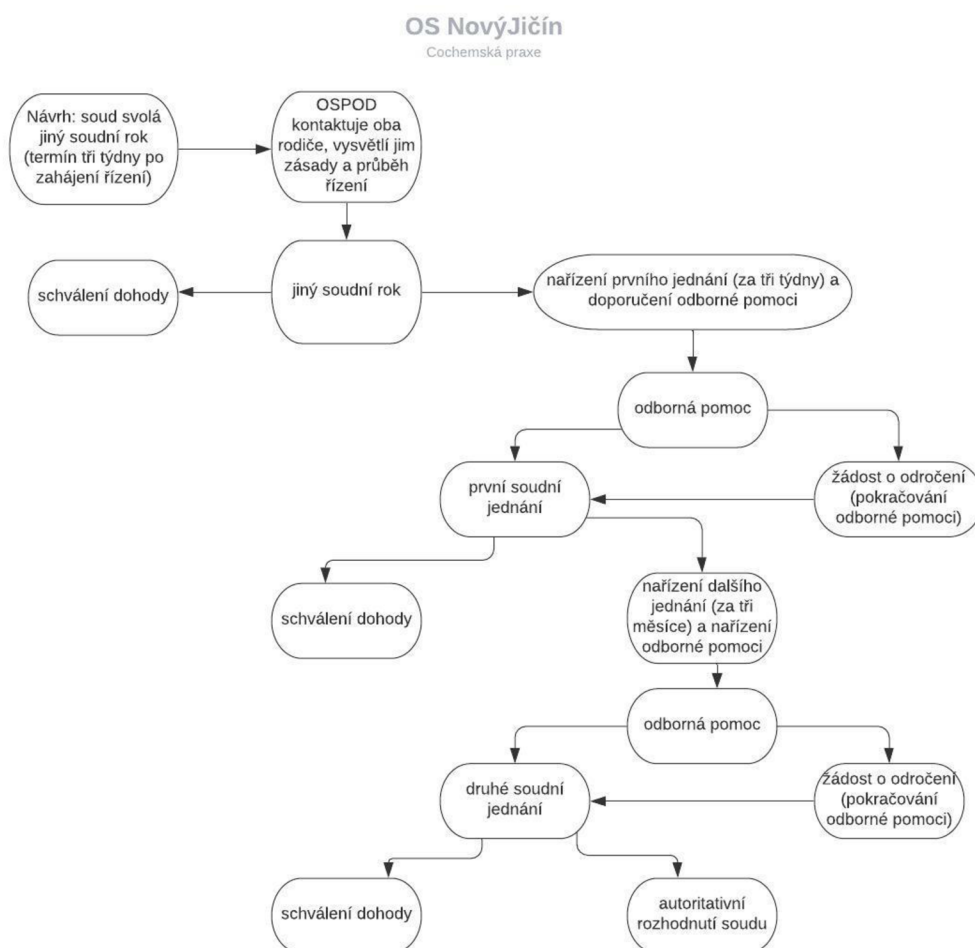 OS NovýJičín
Cochemská praxe
Návrh: soud svolá
jiný soudní rok
(termín tři týdny po
zahájení řízení)
OSPOD
kontaktuje oba
rodiče, vysvětlí jim
zásady a průběh
řízení
schválení dohody
jiný soudní rok
nařízení prvního jednání (za tři týdny) a
doporučení odborné pomoci
odborná pomoc
první soudní
jednání
žádost o odročení
(pokračování
odborné pomoci)
schválení dohody
nařízení dalšího
jednání (za tři
měsíce) a nařízení
odborné pomoci
odborná pomoc
druhé soudní
jednání
žádost o odročení
(pokračování
odborné pomoci)
schválení dohody
autoritativní
rozhodnutí soudu